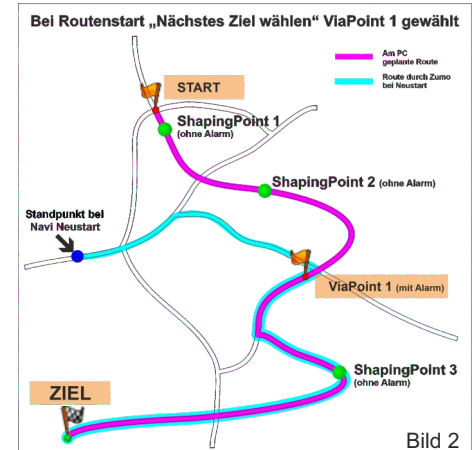 Bei Routenstart „Nächstes Ziel wählen“ ViaPoint 1 gewählt
Am PC
geplante Route
Route durch Zumo
bei Neustart
START
ShapingPoint 1
(ohne Alarm)
ShapingPoint 2 (ohne Alarm)
Standpunkt bei
Navi Neustart
ViaPoint 1 (mit Alarm)
ShapingPoint 3
(ohne Alarm)
ZIEL
Bild 2